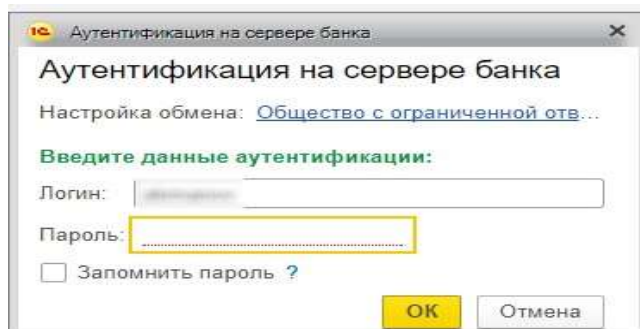 1С Аутентификация на сервере банка
Аутентификация на сервере банка
Настройка обмена: Общество с ограниченной отв...
Введите данные аутентификации:
Логин:
Пароль:
Запомнить пароль ?
ОК Отмена